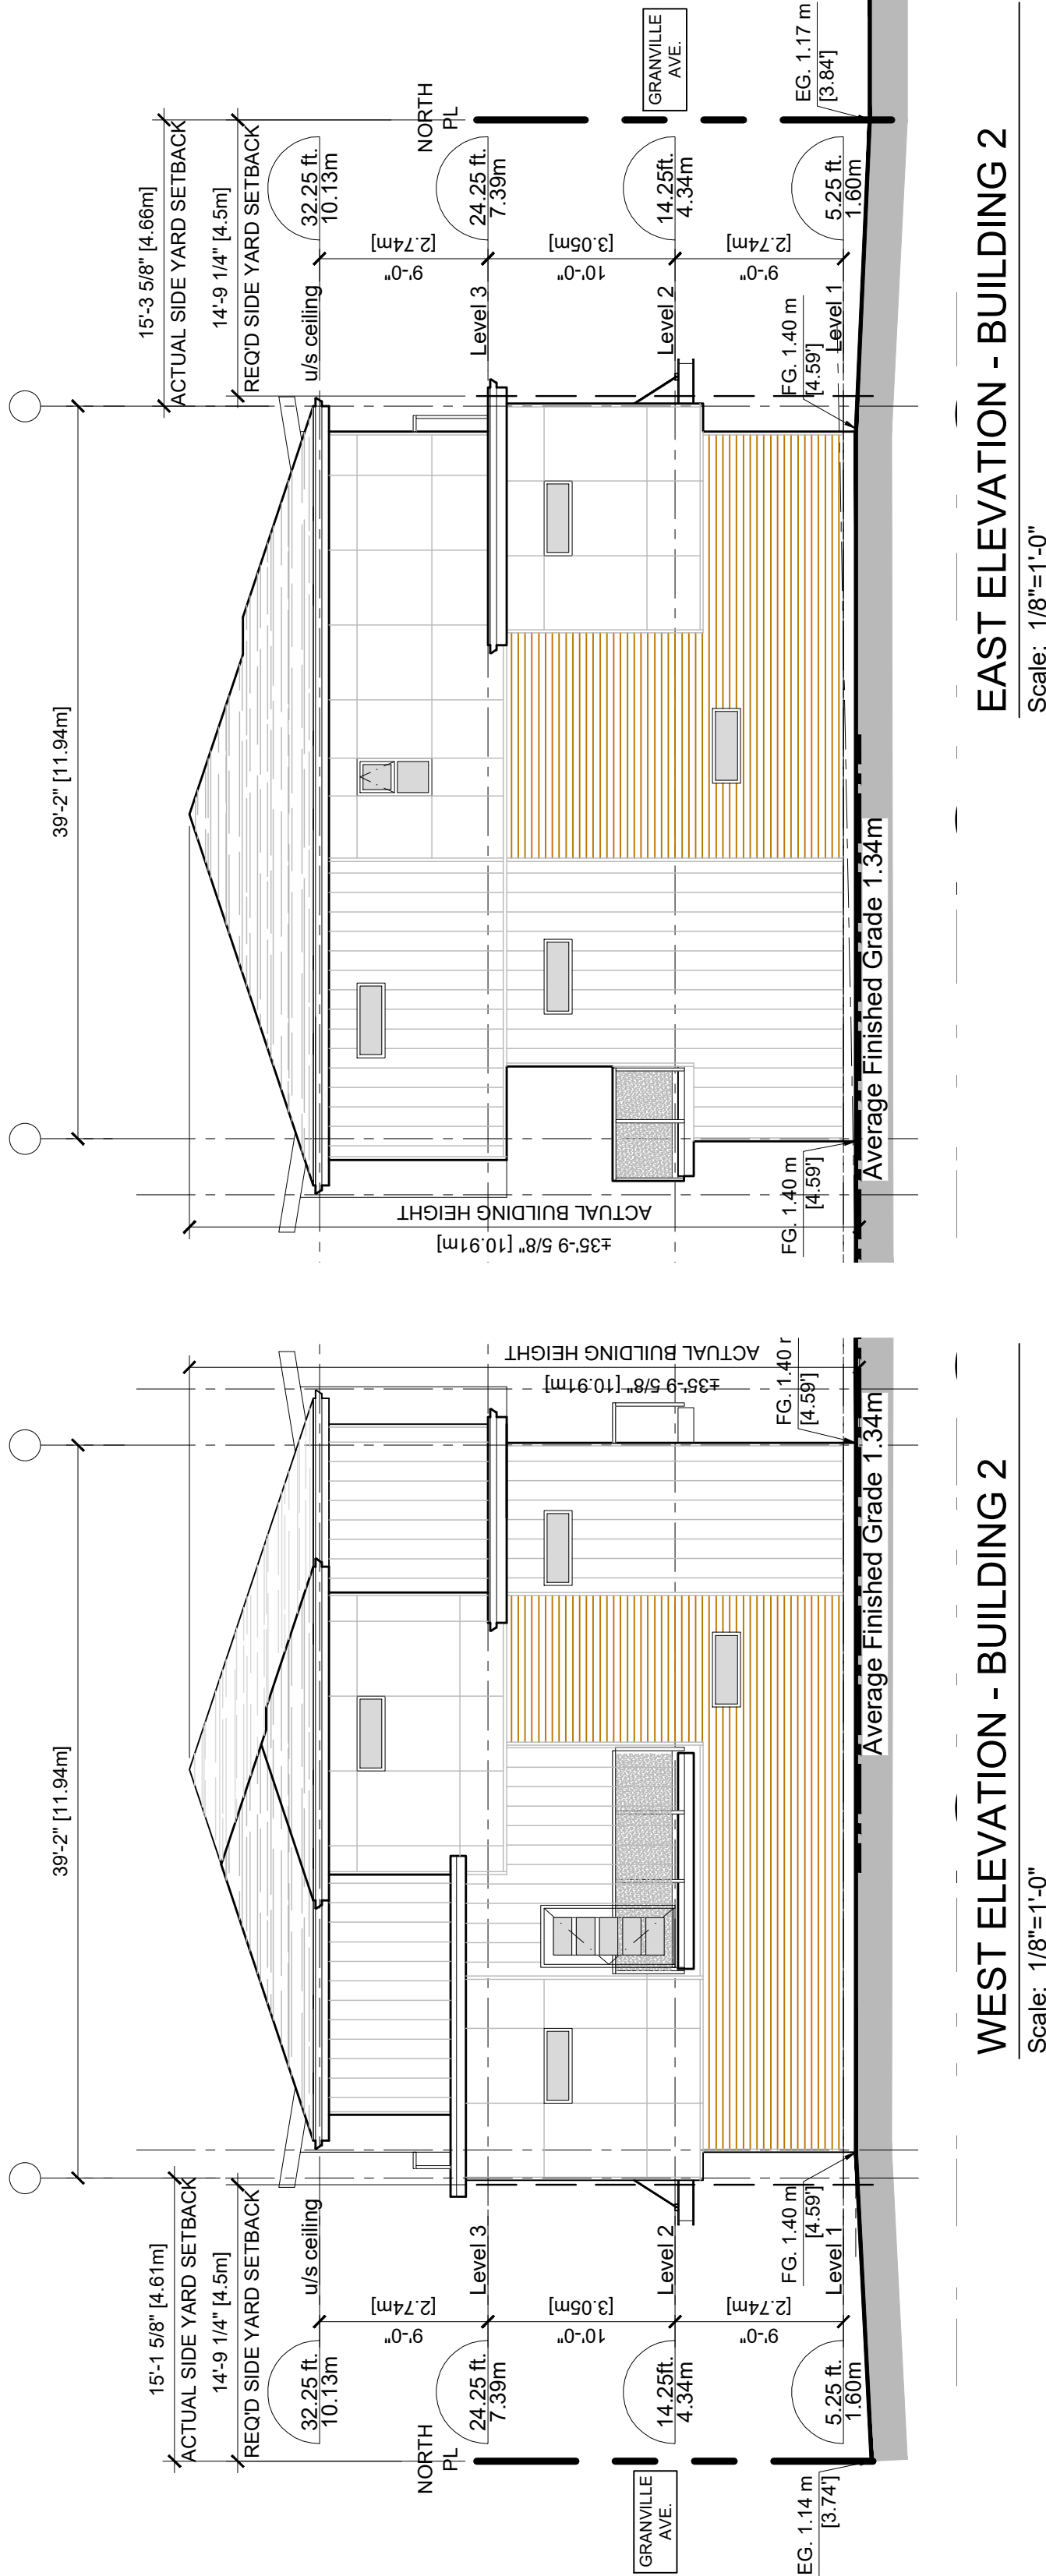 15'-3 5/8" [4.66m]
ACTUAL SIDE YARD SETBACK
14'-9 1/4" [4.5m]
REQ'D SIDE YARD SETBACK
39'-2" [11.94m]
NORTH
PL
GRANVILLE
AVE.
32.25 ft.
10.13m
24.25 ft.
7.39m
14.25ft.
4.34m
5.25 ft.
1.60m
[2.74m]
9'-0"
[3.05m]
10'-0"
[2.74m]
9'-0"
u/s ceiling
Level 3
Level 2
Level 1
EG. 1.17 m
[3.84']
FG. 1.40 m
[4.59']
FG. 1.40 m
[4.59']
Average Finished Grade 1.34m
ACTUAL BUILDING HEIGHT
±35'-9 5/8" [10.91m]
EAST ELEVATION - BUILDING 2
Scale: 1/8"=1'-0"
15'-1 5/8" [4.61m]
ACTUAL SIDE YARD SETBACK
14'-9 1/4" [4.5m]
REQ'D SIDE YARD SETBACK
39'-2" [11.94m]
NORTH
PL
GRANVILLE
AVE.
32.25 ft.
10.13m
24.25 ft.
7.39m
14.25ft.
4.34m
5.25 ft.
1.60m
[2.74m]
9'-0"
[3.05m]
10'-0"
[2.74m]
9'-0"
u/s ceiling
Level 3
Level 2
Level 1
EG. 1.14 m
[3.74']
FG. 1.40 m
[4.59']
FG. 1.40 r
[4.59']
Average Finished Grade 1.34m
ACTUAL BUILDING HEIGHT
±35'-9 5/8" [10.91m]
WEST ELEVATION - BUILDING 2
Scale: 1/8"=1'-0"